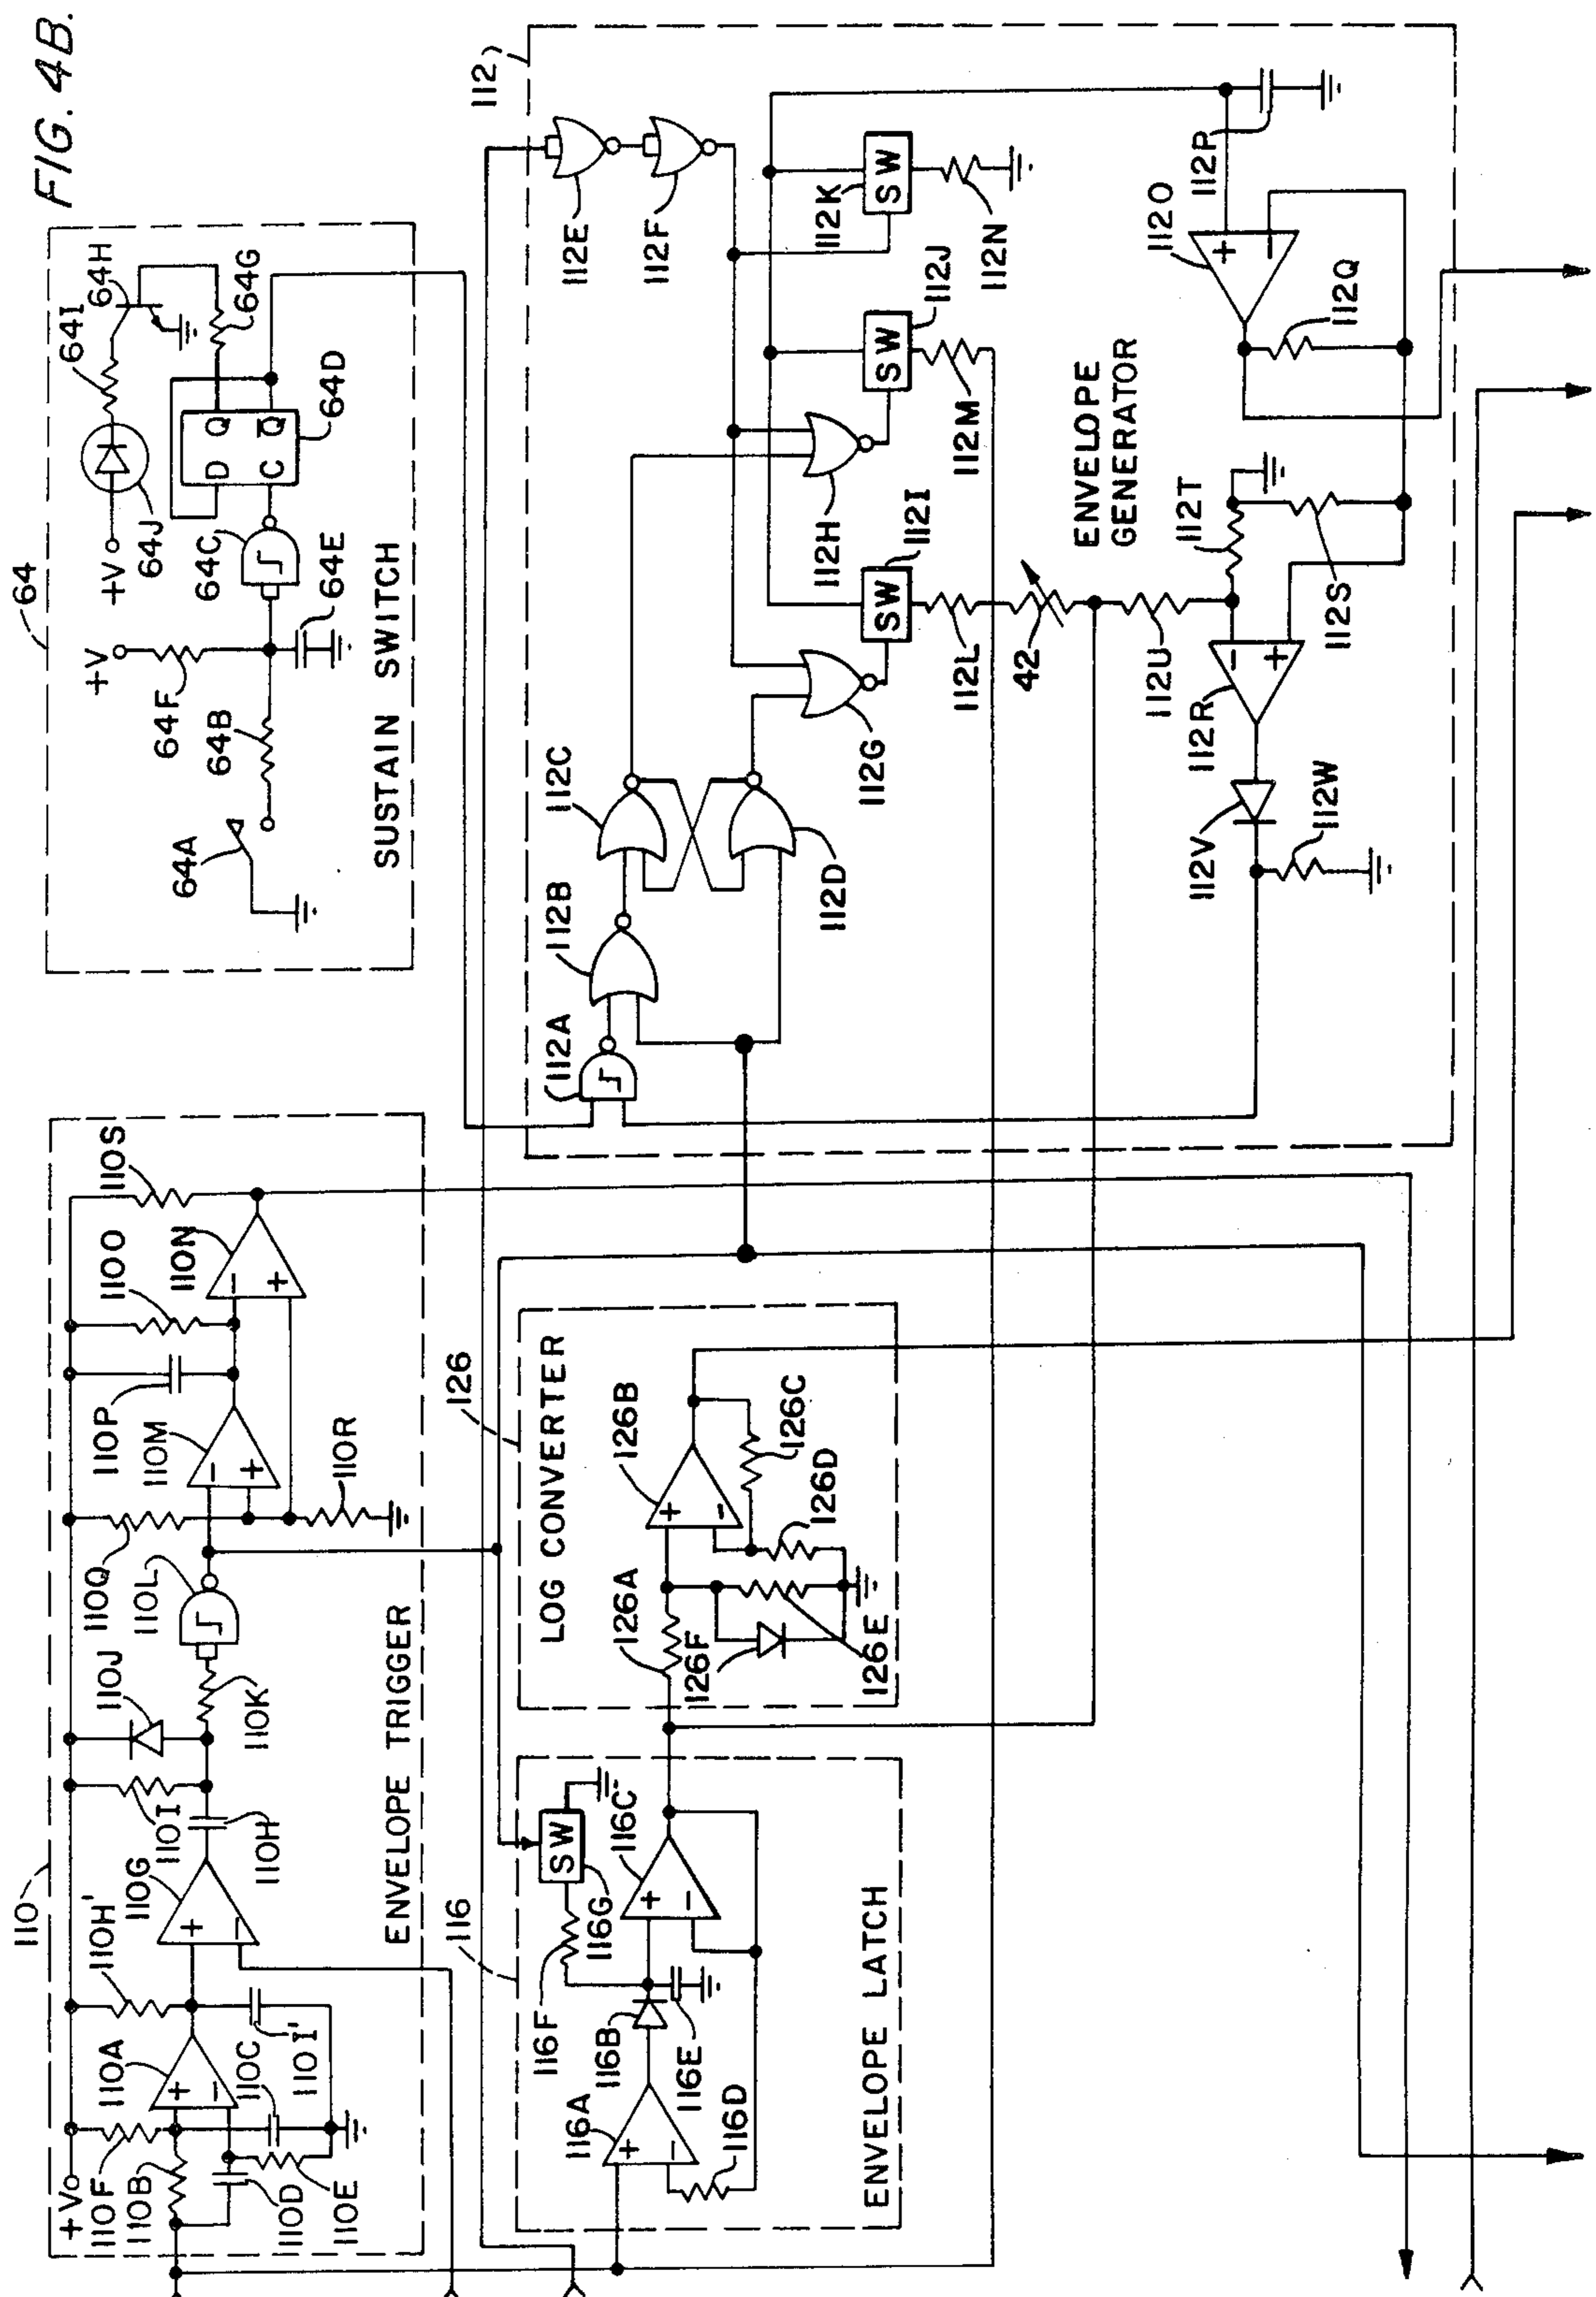 FIG. 4B.
110
+V
110F
110B
110D
110E
110A
+
−
110C
110H'
110I'
110G
+
−
110H
110I
110J
110K
110L
110Q
110M
−
+
110R
110P
110O
110N
−
+
110S
ENVELOPE TRIGGER
64
+V
64F
64B
64A
64E
64C
+V
64J
64I
64H
64G
D Q
C Q
64D
SUSTAIN SWITCH
116
116A
+
−
116D
116B
116E
116F
SW
116G
116C
+
−
ENVELOPE LATCH
126
LOG CONVERTER
126A
126F
126E
126B
+
−
126C
126D
112
112A
112B
112C
112D
112E
112F
112G
112H
SW
112I
SW
112J
SW
112K
112L
112M
112N
42
ENVELOPE
GENERATOR
112O
+
−
112P
112Q
112R
−
+
112S
112T
112U
112V
112W